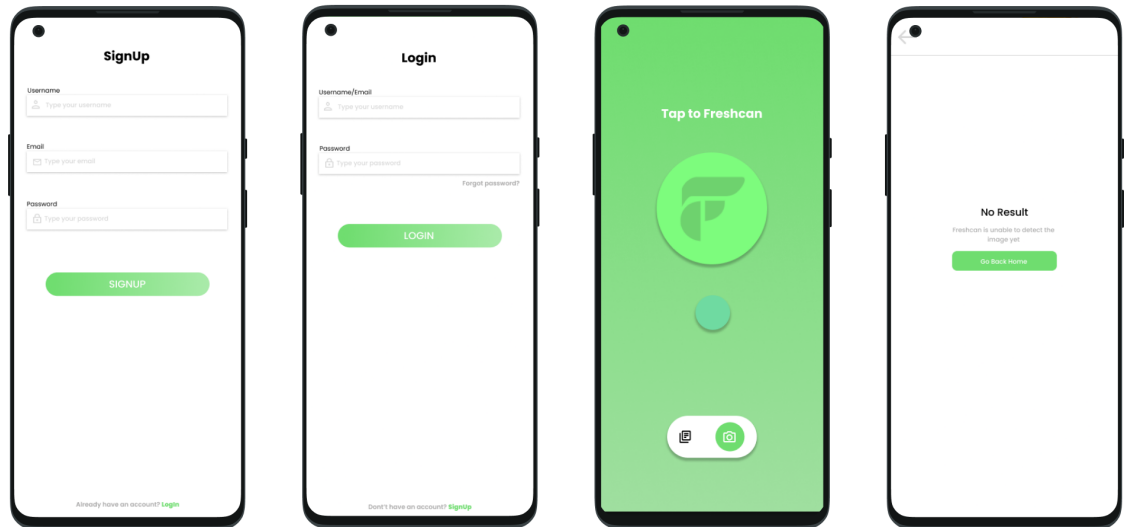 SignUp
Username
Type your username
Email
Type your email
Password
Type your password
SIGNUP
Already have an account? Login
Login
Username/Email
Type your username
Password
Type your password
Forgot password?
LOGIN
Dont't have an account? SignUp
Tap to Freshcan
No Result
Freshcan is unable to detect the
image yet
Go Back Home